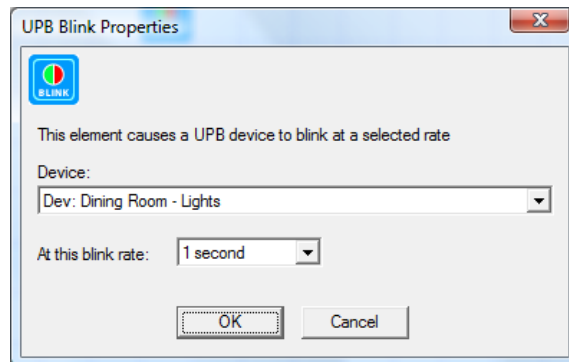 UPB Blink Properties
BLINK
This element causes a UPB device to blink at a selected rate
Device:
Dev: Dining Room - Lights
At this blink rate: 1 second
OK Cancel